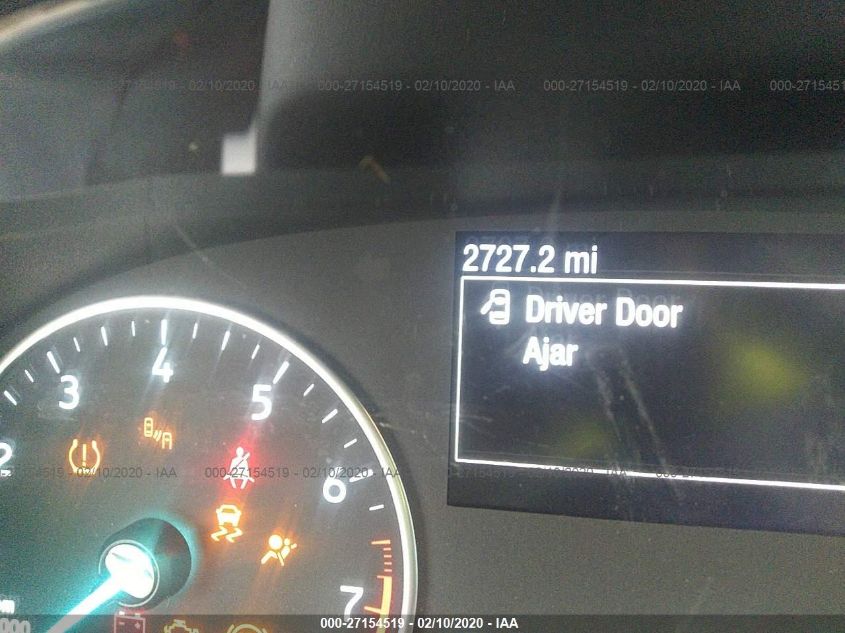 000-27154519 - 02/10/2020 - IAA 000-27154519 - 02/10/2020 - IAA 000-27154519 - 02/10/2020 - IAA
2727.2 mi
Driver Door
Ajar
2
3
4
5
6
7
A
000-27154519 - 02/10/2020 - IAA
000
000-27154519 - 02/10/2020 - IAA